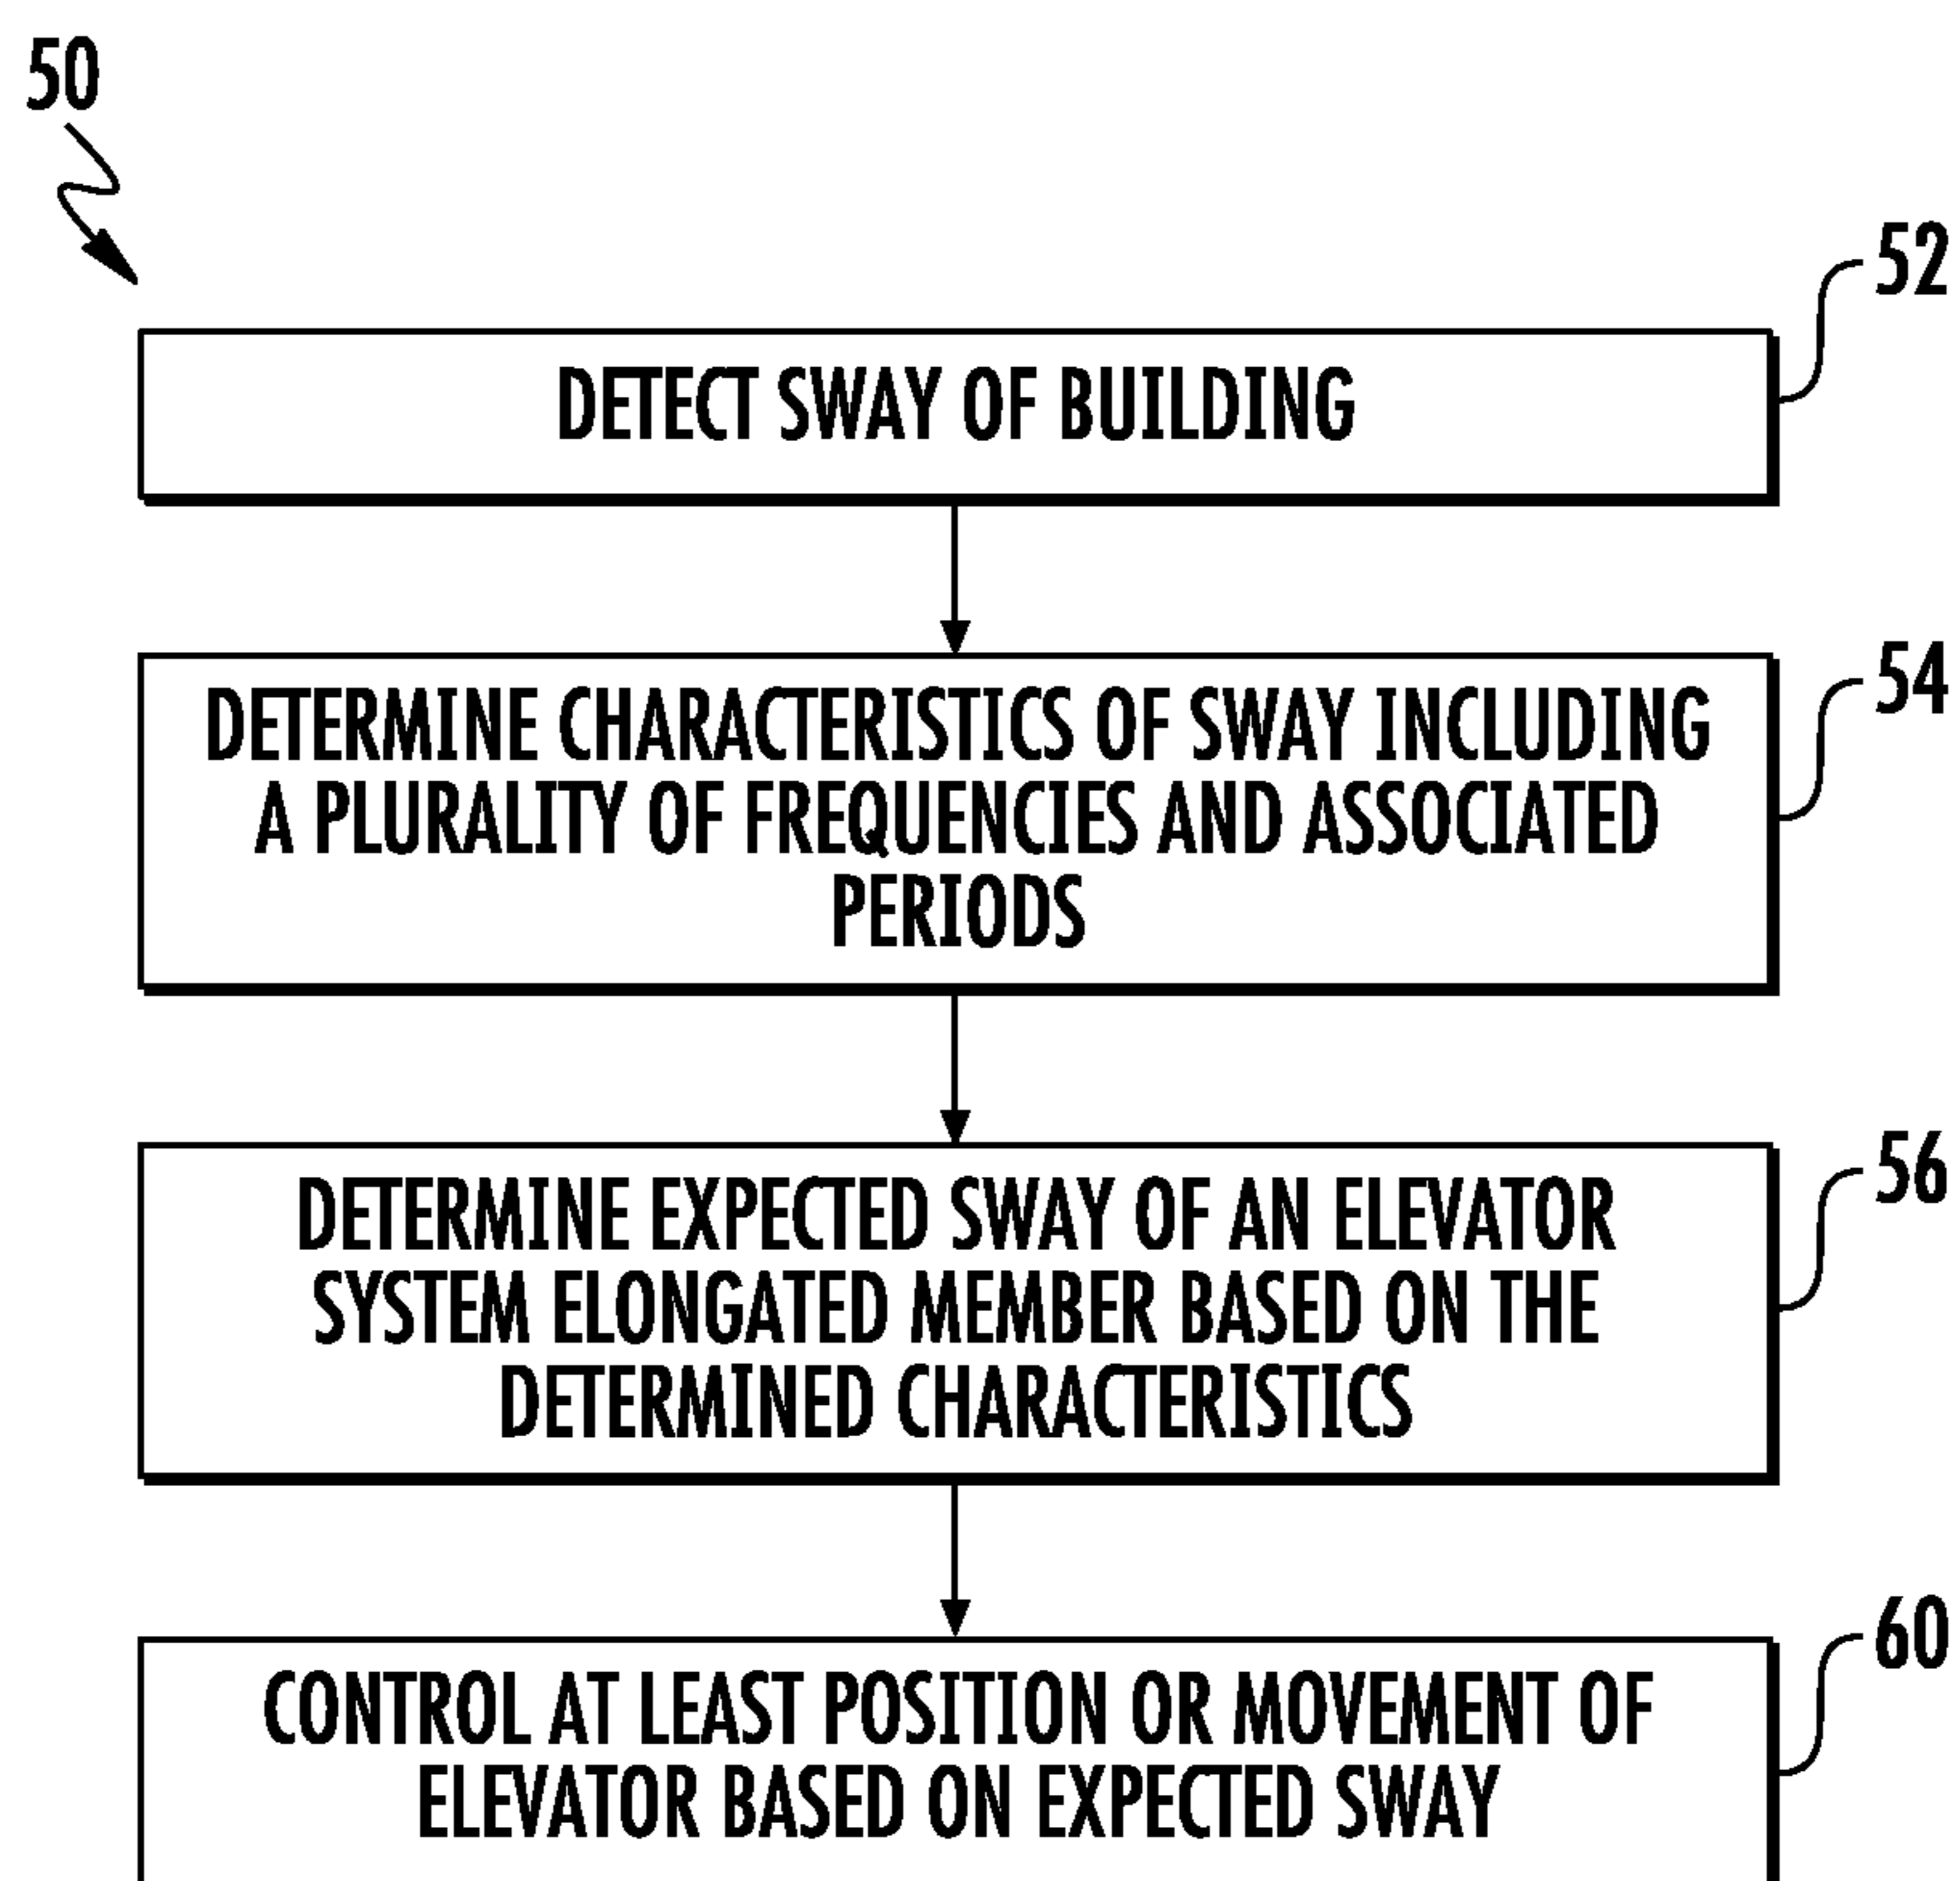 50
52
DETECT SWAY OF BUILDING
54
DETERMINE CHARACTERISTICS OF SWAY INCLUDING
A PLURALITY OF FREQUENCIES AND ASSOCIATED
PERIODS
56
DETERMINE EXPECTED SWAY OF AN ELEVATOR
SYSTEM ELONGATED MEMBER BASED ON THE
DETERMINED CHARACTERISTICS
60
CONTROL AT LEAST POSITION OR MOVEMENT OF
ELEVATOR BASED ON EXPECTED SWAY